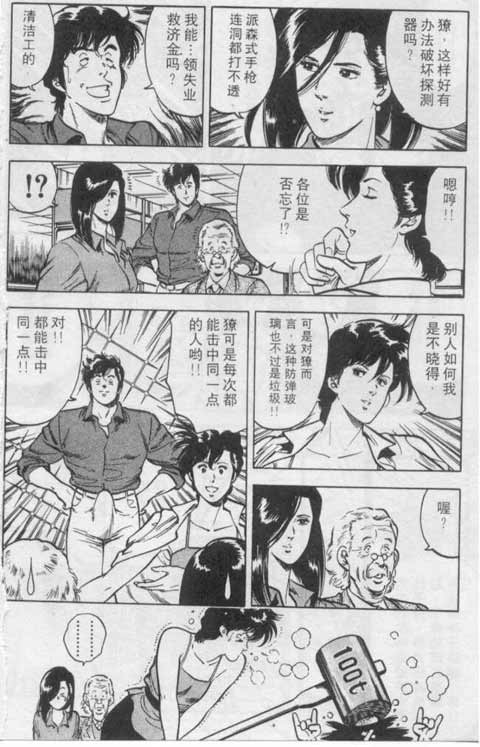 獠，这样好有
办法破坏探测
器吗？
派森式手枪
连洞都打不透
我能…领失业
救济金吗？
清洁工的
嗯哼!!
各位是
否忘了!?
!?
别人如何我
是不晓得．
可是对獠而
言，这种防弹玻
璃也不过是垃圾!!
獠可是每次都
能击中同一点
的人哟!!
对!!
都能击中
同一点!!
喔？
………
………
100t